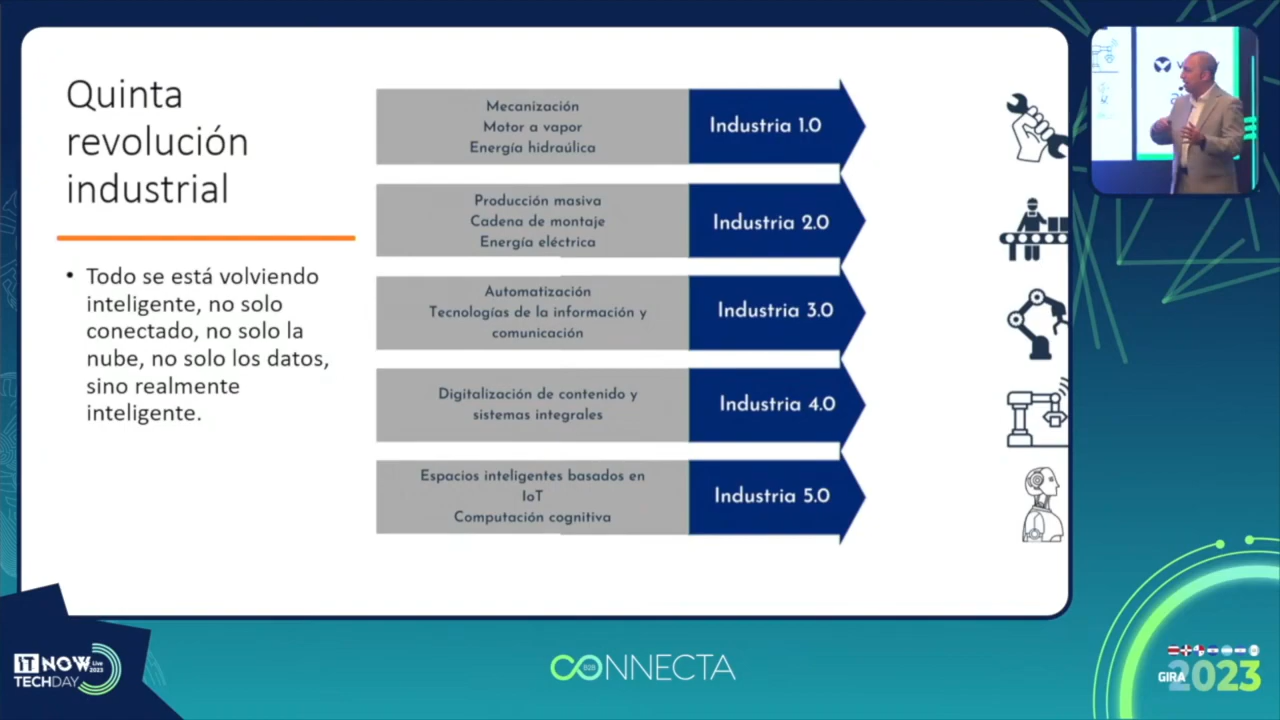 Quinta
revolución
industrial
• Todo se está volviendo
inteligente, no solo
conectado, no solo la
nube, no solo los datos,
sino realmente
inteligente.
Mecanización
Motor a vapor
Energía hidraúlica
Industria 1.0
Producción masiva
Cadena de montaje
Energía eléctrica
Industria 2.0
Automatización
Tecnologías de la información y
comunicación
Industria 3.0
Digitalización de contenido y
sistemas integrales
Industria 4.0
Espacios inteligentes basados en
IoT
Computación cognitiva
Industria 5.0
IT NOW Live
2023
TECHDAY
B2B
CONNECTA
GIRA 2023